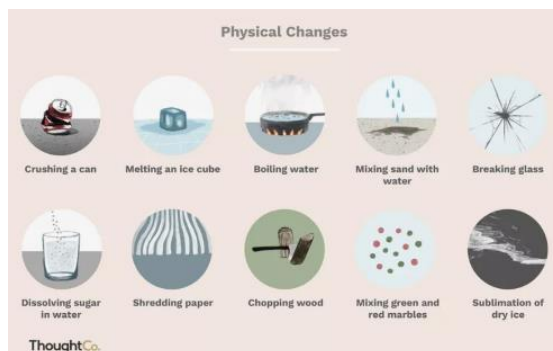 Physical Changes
Crushing a can
Melting an ice cube
Boiling water
Mixing sand with
water
Breaking glass
Dissolving sugar
in water
Shredding paper
Chopping wood
Mixing green and
red marbles
Sublimation of
dry ice
ThoughtCo.